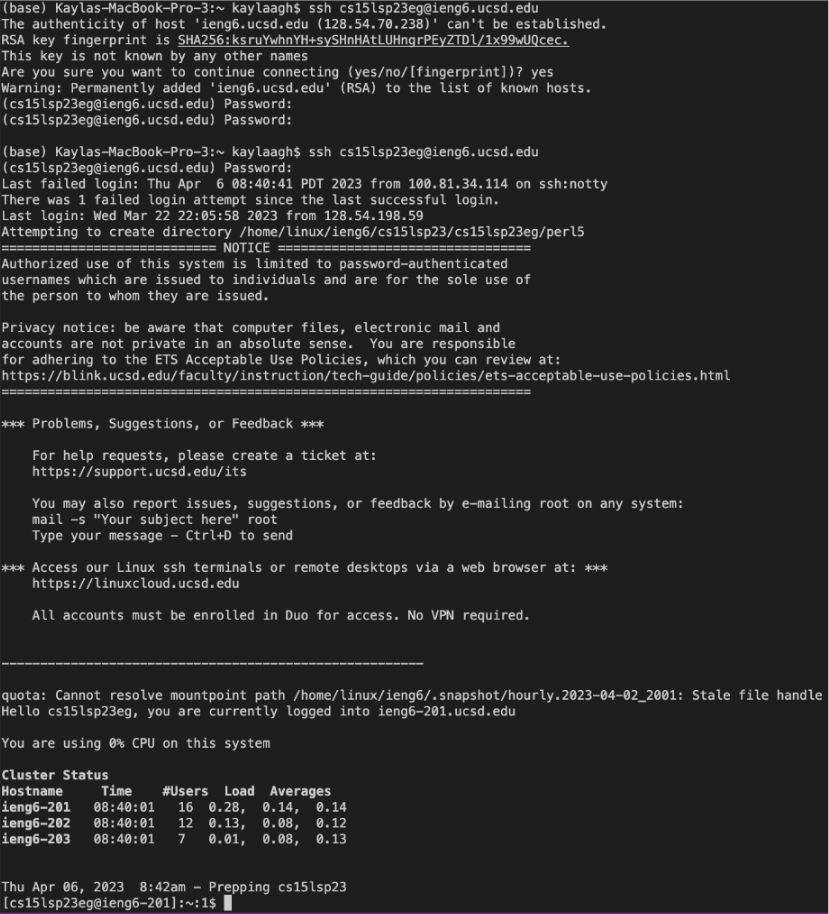 (base) Kaylas-MacBook-Pro-3:~ kaylaagh$ ssh cs15lsp23eg@ieng6.ucsd.edu
The authenticity of host 'ieng6.ucsd.edu (128.54.70.238)' can't be established.
RSA key fingerprint is SHA256:ksruYwhnYH+sySHnHAtLUHngrPEyZTDl/1x99wUQcec.
This key is not known by any other names
Are you sure you want to continue connecting (yes/no/[fingerprint])? yes
Warning: Permanently added 'ieng6.ucsd.edu' (RSA) to the list of known hosts.
(cs15lsp23eg@ieng6.ucsd.edu) Password:
(cs15lsp23eg@ieng6.ucsd.edu) Password:
(base) Kaylas-MacBook-Pro-3:~ kaylaagh$ ssh cs15lsp23eg@ieng6.ucsd.edu
(cs15lsp23eg@ieng6.ucsd.edu) Password:
Last failed login: Thu Apr  6 08:40:41 PDT 2023 from 100.81.34.114 on ssh:notty
There was 1 failed login attempt since the last successful login.
Last login: Wed Mar 22 22:05:58 2023 from 128.54.198.59
Attempting to create directory /home/linux/ieng6/cs15lsp23/cs15lsp23eg/perl5
============================ NOTICE =================================
Authorized use of this system is limited to password-authenticated
usernames which are issued to individuals and are for the sole use of
the person to whom they are issued.
Privacy notice: be aware that computer files, electronic mail and
accounts are not private in an absolute sense.  You are responsible
for adhering to the ETS Acceptable Use Policies, which you can review at:
https://blink.ucsd.edu/faculty/instruction/tech-guide/policies/ets-acceptable-use-policies.html
=====================================================================
*** Problems, Suggestions, or Feedback ***
For help requests, please create a ticket at:
https://support.ucsd.edu/its
You may also report issues, suggestions, or feedback by e-mailing root on any system:
mail -s "Your subject here" root
Type your message - Ctrl+D to send
*** Access our Linux ssh terminals or remote desktops via a web browser at: ***
https://linuxcloud.ucsd.edu
All accounts must be enrolled in Duo for access. No VPN required.
-------------------------------------------------------
quota: Cannot resolve mountpoint path /home/linux/ieng6/.snapshot/hourly.2023-04-02_2001: Stale file handle
Hello cs15lsp23eg, you are currently logged into ieng6-201.ucsd.edu
You are using 0% CPU on this system
Cluster Status
Hostname     Time    #Users  Load  Averages
ieng6-201   08:40:01   16  0.28,  0.14,  0.14
ieng6-202   08:40:01   12  0.13,  0.08,  0.12
ieng6-203   08:40:01   7   0.01,  0.08,  0.13
Thu Apr 06, 2023  8:42am - Prepping cs15lsp23
[cs15lsp23eg@ieng6-201]:~:1$